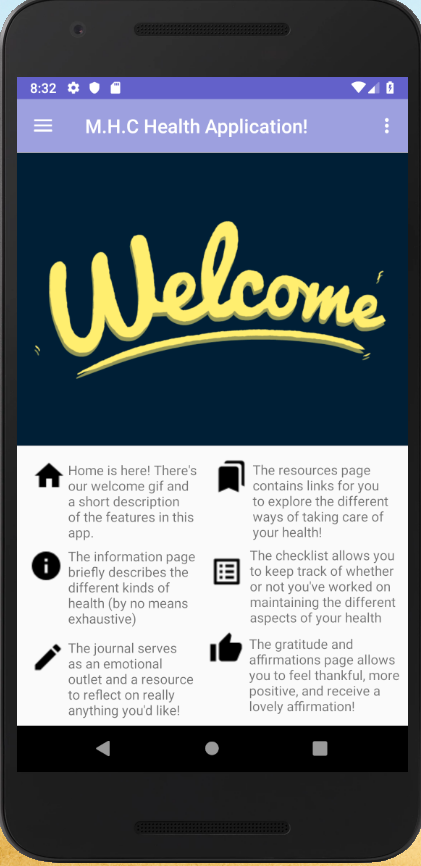 8:32
M.H.C Health Application!
Welcome
Home is here! There's
our welcome gif and
a short description
of the features in this
app.
The resources page
contains links for you
to explore the different
ways of taking care of
your health!
The information page
briefly describes the
different kinds of
health (by no means
exhaustive)
The checklist allows you
to keep track of whether
or not you've worked on
maintaining the different
aspects of your health
The journal serves
as an emotional
outlet and a resource
to reflect on really
anything you'd like!
The gratitude and
affirmations page allows
you to feel thankful, more
positive, and receive a
lovely affirmation!